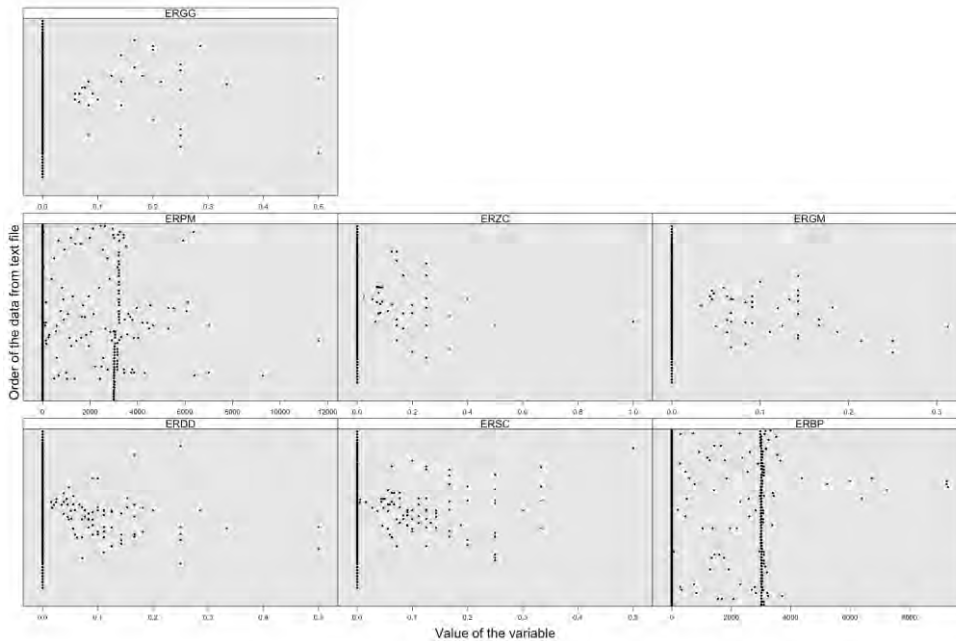 ERGG
0.0 0.1 0.2 0.3 0.4 0.5
ERPM ERZC ERGM
0 2000 4000 6000 8000 10000 12000 0.0 0.2 0.4 0.6 0.8 1.0 0.0 0.1 0.2 0.3
ERDD ERSC ERBP
0.0 0.1 0.2 0.3 0.4 0.5 0.0 0.1 0.2 0.3 0.4 0.5 0 2000 4000 6000 8000
Order of the data from text file
Value of the variable